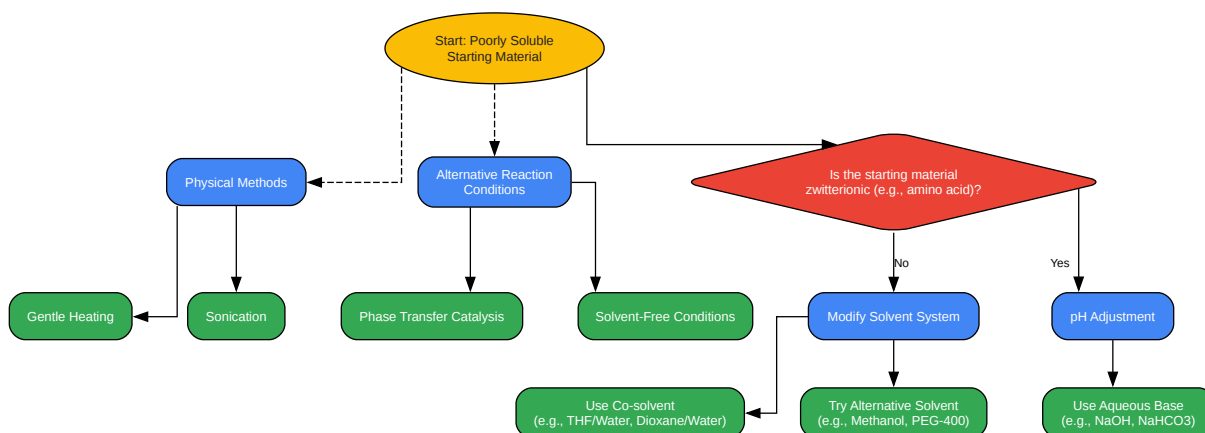 Start: Poorly Soluble
Starting Material
Physical Methods
Alternative Reaction
Conditions
Is the starting material
zwitterionic (e.g., amino acid)?
No
Yes
Gentle Heating
Sonication
Phase Transfer Catalysis
Solvent-Free Conditions
Modify Solvent System
pH Adjustment
Use Co-solvent
(e.g., THF/Water, Dioxane/Water)
Try Alternative Solvent
(e.g., Methanol, PEG-400)
Use Aqueous Base
(e.g., NaOH, NaHCO3)